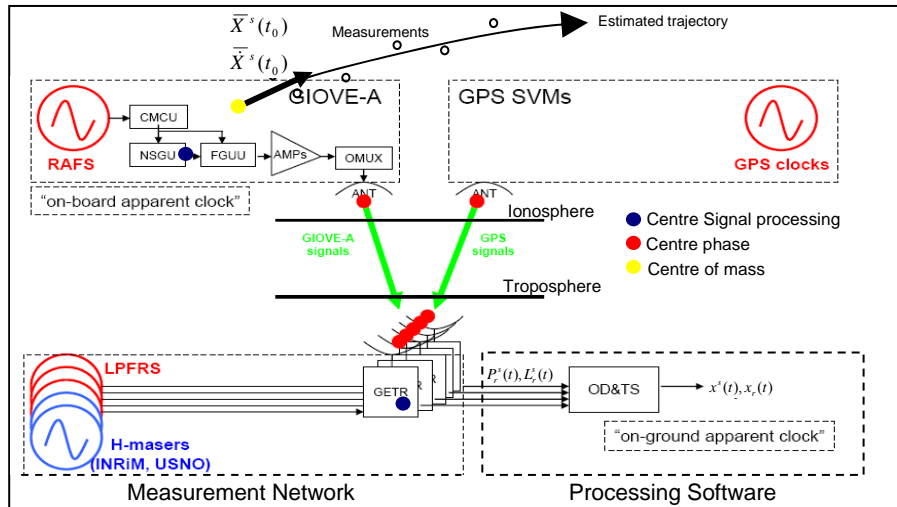 X̅ ˢ(t₀)
Ẋ̅ ˢ(t₀)
Measurements
Estimated trajectory
GIOVE-A
GPS SVMs
RAFS
CMCU
NSGU
FGUU
AMPs
OMUX
GPS clocks
"on-board apparent clock"
ANT
ANT
Ionosphere
GIOVE-A
signals
GPS
signals
Centre Signal processing
Centre phase
Centre of mass
Troposphere
LPFRS
GETR
R
R
H-masers
(INRiM, USNO)
Pᵣˢ(t), Lᵣˢ(t)
OD&TS
xˢ(t), xᵣ(t)
"on-ground apparent clock"
Measurement Network
Processing Software